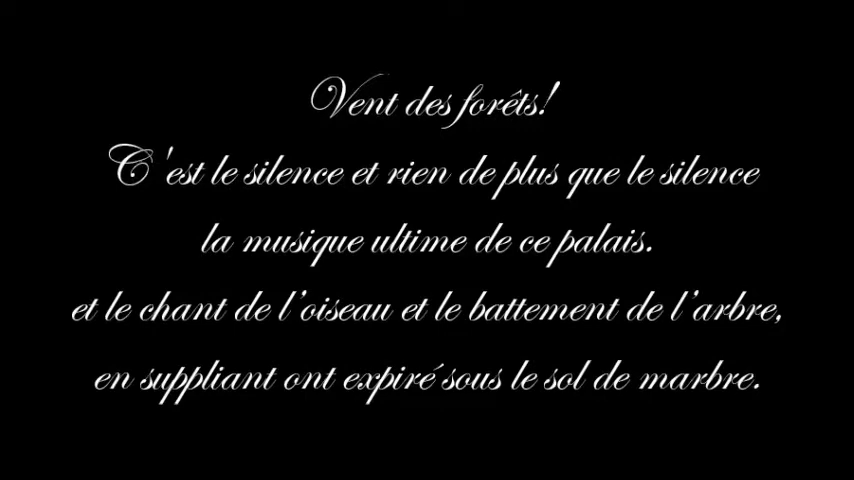 Vent des forêts!
C'est le silence et rien de plus que le silence
la musique ultime de ce palais.
et le chant de l’oiseau et le battement de l’arbre,
en suppliant ont expiré sous le sol de marbre.